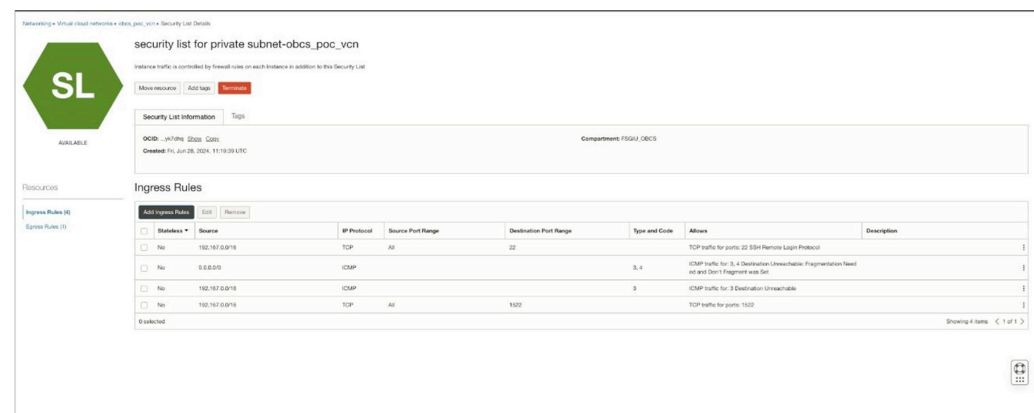 Networking » Virtual cloud networks » obcs_poc_vcn » Security List Details
security list for private subnet-obcs_poc_vcn
Instance traffic is controlled by firewall rules on each Instance in addition to this Security List
SL
Move resource Add tags Terminate
AVAILABLE
Security List Information Tags
OCID: Show Copy
Compartment: FSGIU_OBCS
Created: Fri, Jun 28, 2024, 11:19:39 UTC
Resources
Ingress Rules (4)
Egress Rules (1)
Ingress Rules
Add Ingress Rules Edit Remove
Stateless Source IP Protocol Source Port Range Destination Port Range Type and Code Allows Description
No 192.167.0.0/16 TCP All 22 TCP traffic for ports: 22 SSH Remote Login Protocol
No 0.0.0.0/0 ICMP 3, 4 ICMP traffic for: 3, 4 Destination Unreachable: Fragmentation Need
ed and Don't Fragment was Set
No 192.167.0.0/16 ICMP 3 ICMP traffic for: 3 Destination Unreachable
No 192.167.0.0/16 TCP All 1522 TCP traffic for ports: 1522
0 selected
Showing 4 items < 1 of 1 >